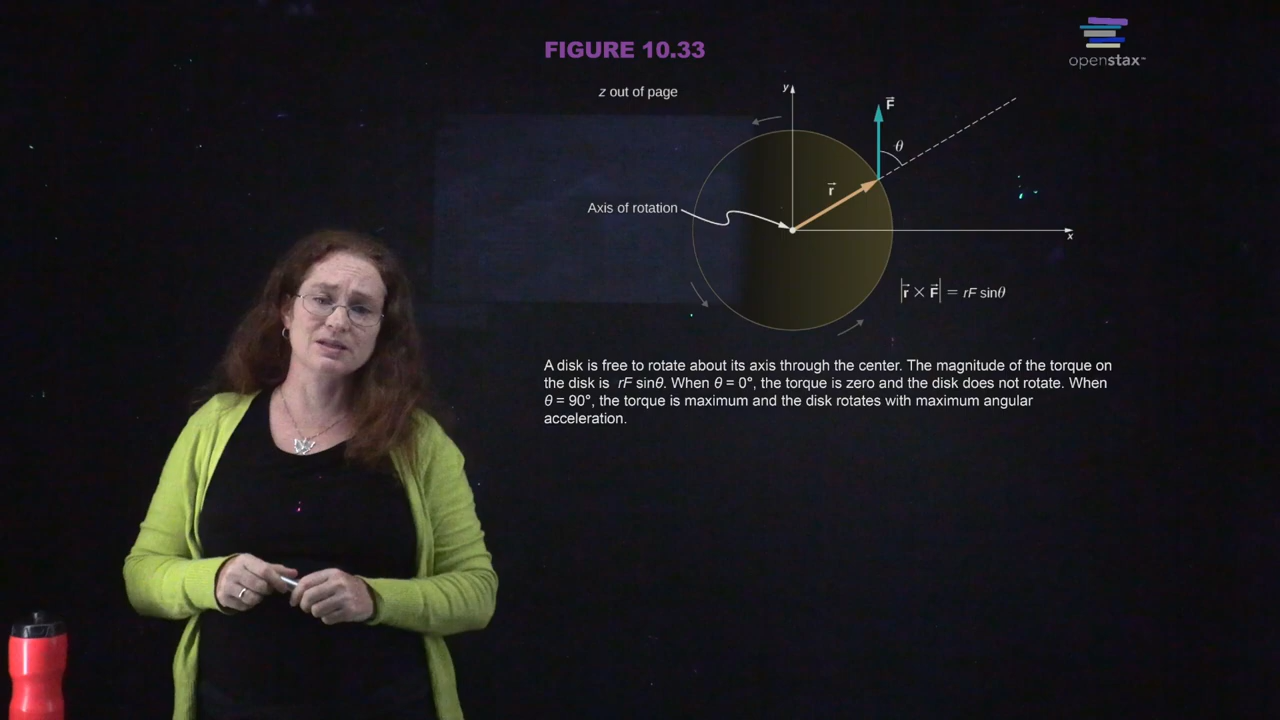 FIGURE 10.33
openstax™
z out of page
y
F
θ
r
Axis of rotation
x
|r × F| = rF sinθ
A disk is free to rotate about its axis through the center. The magnitude of the torque on
the disk is rF sinθ. When θ = 0°, the torque is zero and the disk does not rotate. When
θ = 90°, the torque is maximum and the disk rotates with maximum angular
acceleration.